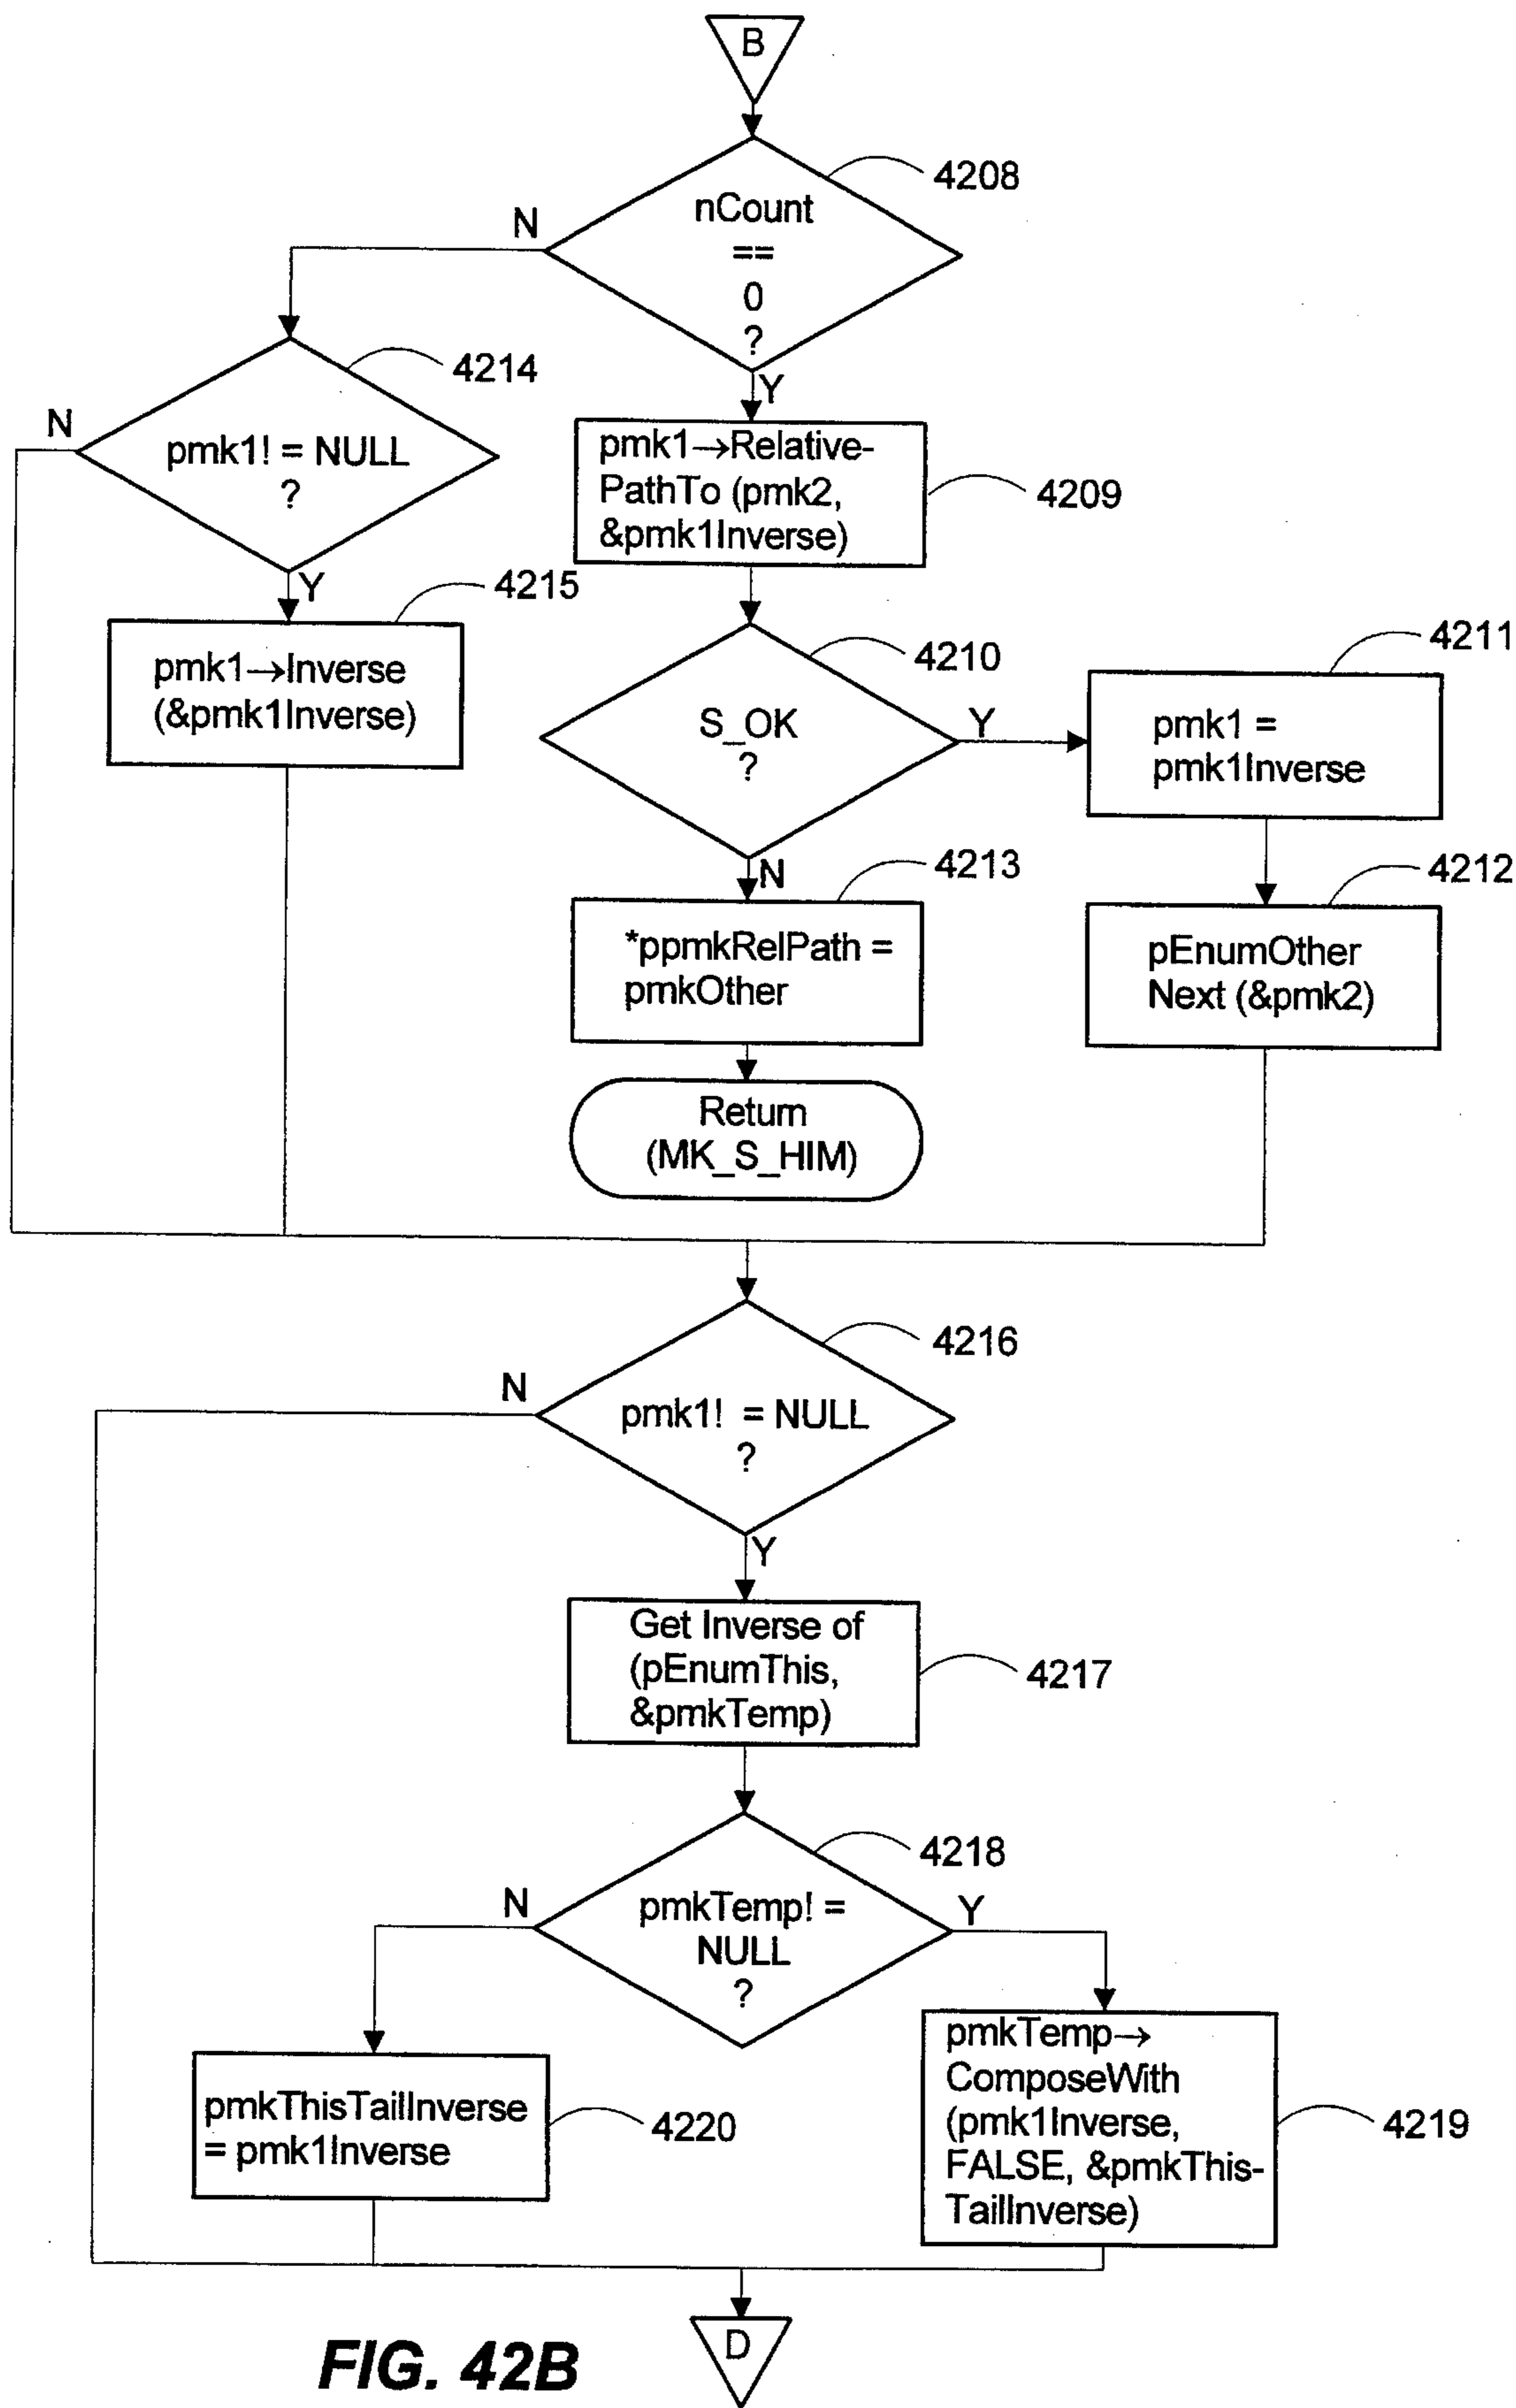 B
4208
nCount
==
0
?
N
Y
4214
pmk1! = NULL
?
N
Y
pmk1→Relative-
PathTo (pmk2,
&pmk1Inverse)
4209
4215
pmk1→Inverse
(&pmk1Inverse)
4210
S_OK
?
Y
N
4211
pmk1 =
pmk1Inverse
4213
*ppmkRelPath =
pmkOther
4212
pEnumOther
Next (&pmk2)
Return
(MK_S_HIM)
4216
N
pmk1! = NULL
?
Y
Get Inverse of
(pEnumThis,
&pmkTemp)
4217
4218
N
pmkTemp! =
NULL
?
Y
pmkThisTailInverse
= pmk1Inverse
4220
pmkTemp→
ComposeWith
(pmk1Inverse,
FALSE, &pmkThis-
TailInverse)
4219
D
FIG. 42B